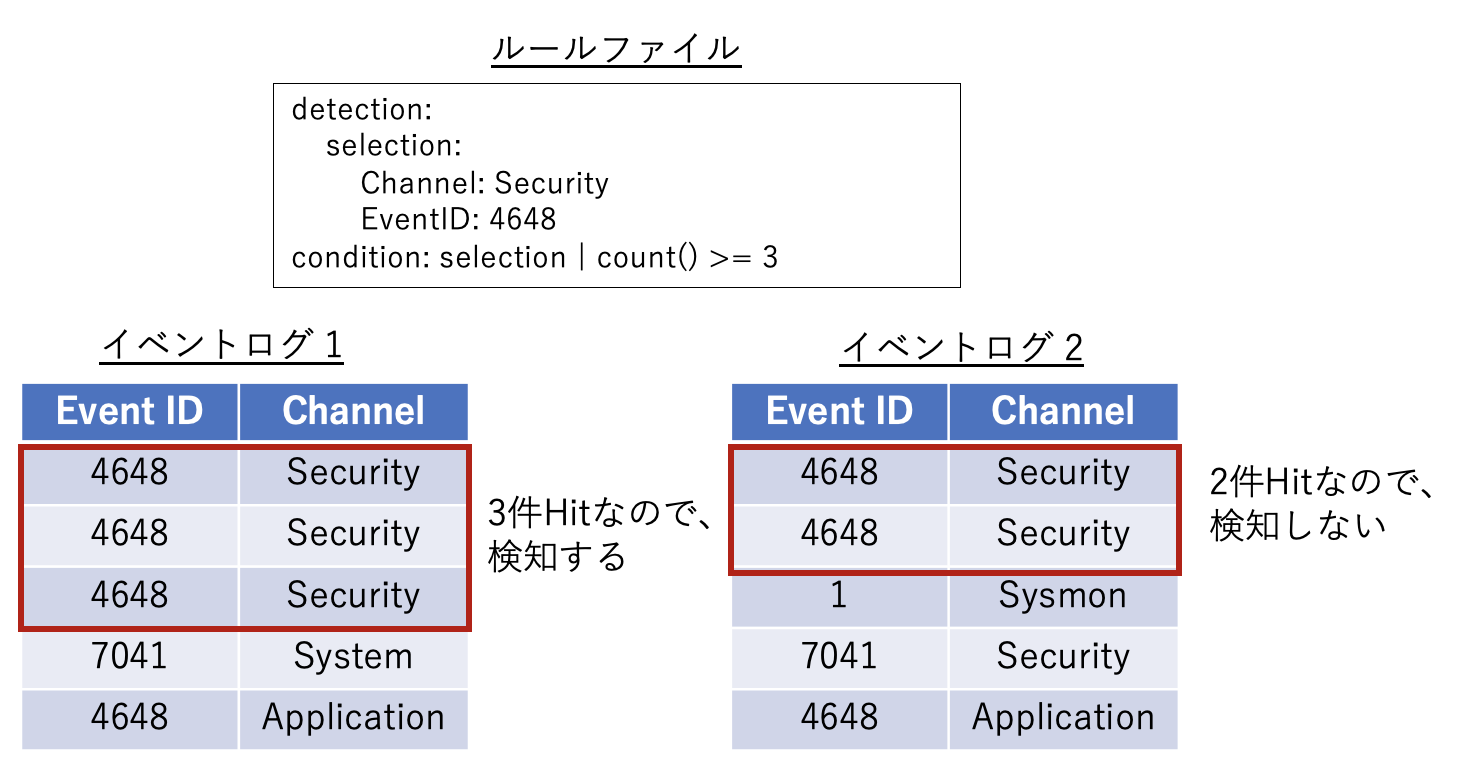 ルールファイル
detection:
selection:
Channel: Security
EventID: 4648
condition: selection | count() >= 3
イベントログ 1
Event ID Channel
4648 Security
4648 Security
4648 Security
7041 System
4648 Application
3件Hitなので、
検知する
イベントログ 2
Event ID Channel
4648 Security
4648 Security
1 Sysmon
7041 Security
4648 Application
2件Hitなので、
検知しない